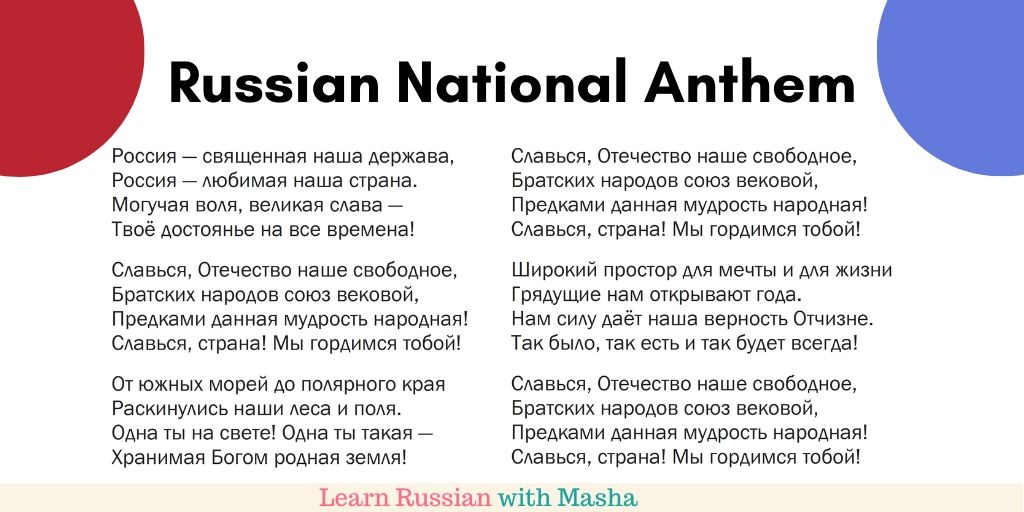 Russian National Anthem
Россия — священная наша держава,
Россия — любимая наша страна.
Могучая воля, великая слава —
Твоё достоянье на все времена!
Славься, Отечество наше свободное,
Братских народов союз вековой,
Предками данная мудрость народная!
Славься, страна! Мы гордимся тобой!
От южных морей до полярного края
Раскинулись наши леса и поля.
Одна ты на свете! Одна ты такая —
Хранимая Богом родная земля!
Славься, Отечество наше свободное,
Братских народов союз вековой,
Предками данная мудрость народная!
Славься, страна! Мы гордимся тобой!
Широкий простор для мечты и для жизни
Грядущие нам открывают года.
Нам силу даёт наша верность Отчизне.
Так было, так есть и так будет всегда!
Славься, Отечество наше свободное,
Братских народов союз вековой,
Предками данная мудрость народная!
Славься, страна! Мы гордимся тобой!
Learn Russian with Masha